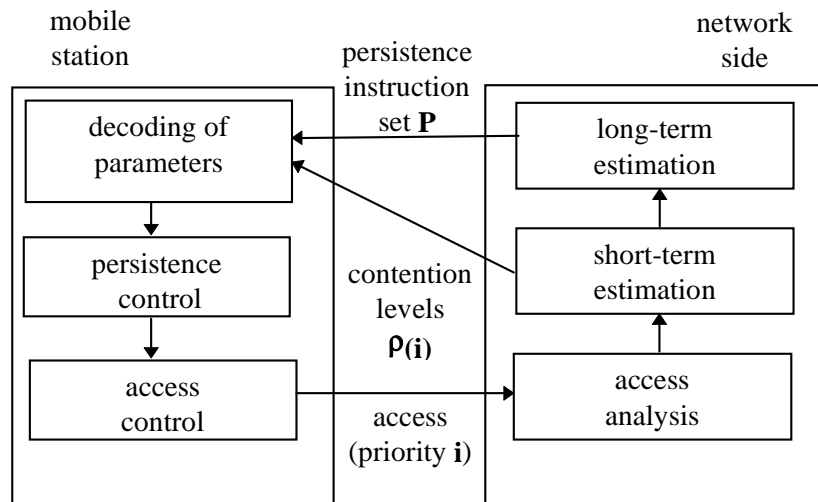 mobile
station
network
side
persistence
instruction
set P
decoding of
parameters
long-term
estimation
persistence
control
contention
levels
ρ(i)
short-term
estimation
access
control
access
(priority i)
access
analysis